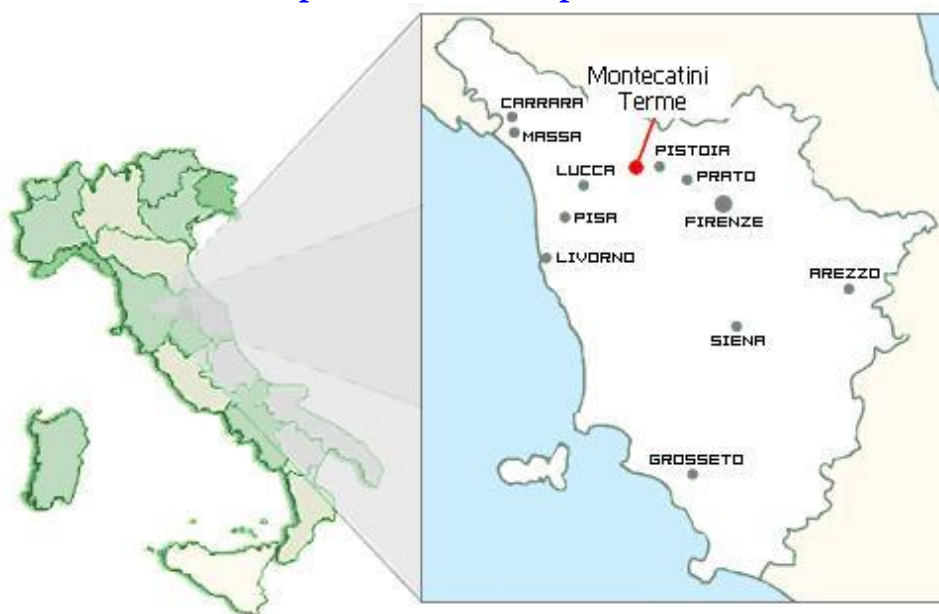 Montecatini
Terme
CARRARA
MASSA
PISTOIA
LUCCA
PRATO
PISA
FIRENZE
LIVORNO
AREZZO
SIENA
GROSSETO